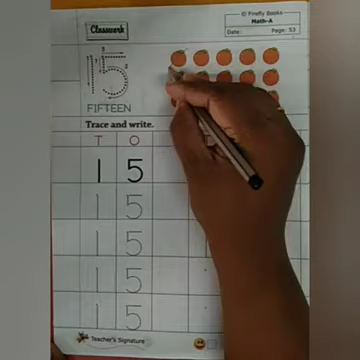 © Firefly Books
Classwork
Math-A
Date:
Page: 53
15
FIFTEEN
Trace and write.
T O
1 5
1 5
1 5
1 5
1 5
Teacher's Signature